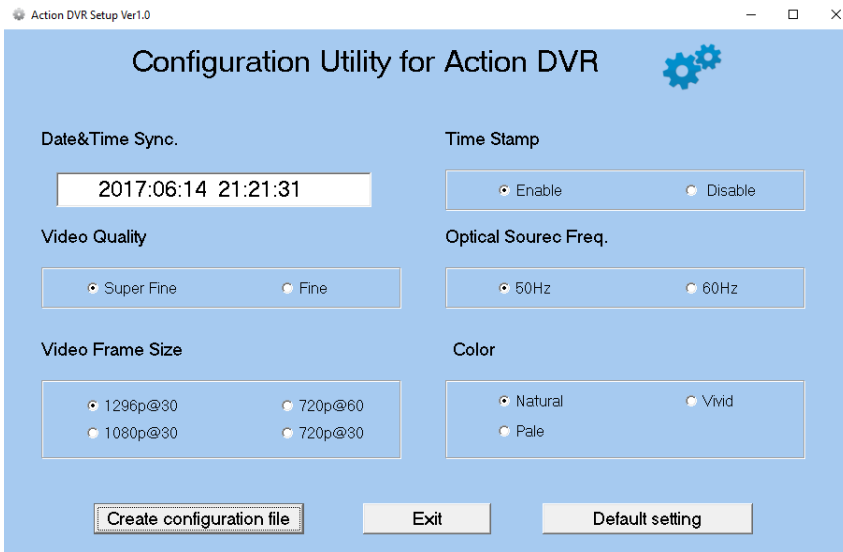 Action DVR Setup Ver1.0
Configuration Utility for Action DVR
Date&Time Sync.
2017:06:14 21:21:31
Time Stamp
Enable
Disable
Video Quality
Super Fine
Fine
Optical Sourec Freq.
50Hz
60Hz
Video Frame Size
1296p@30
720p@60
1080p@30
720p@30
Color
Natural
Vivid
Pale
Create configuration file
Exit
Default setting